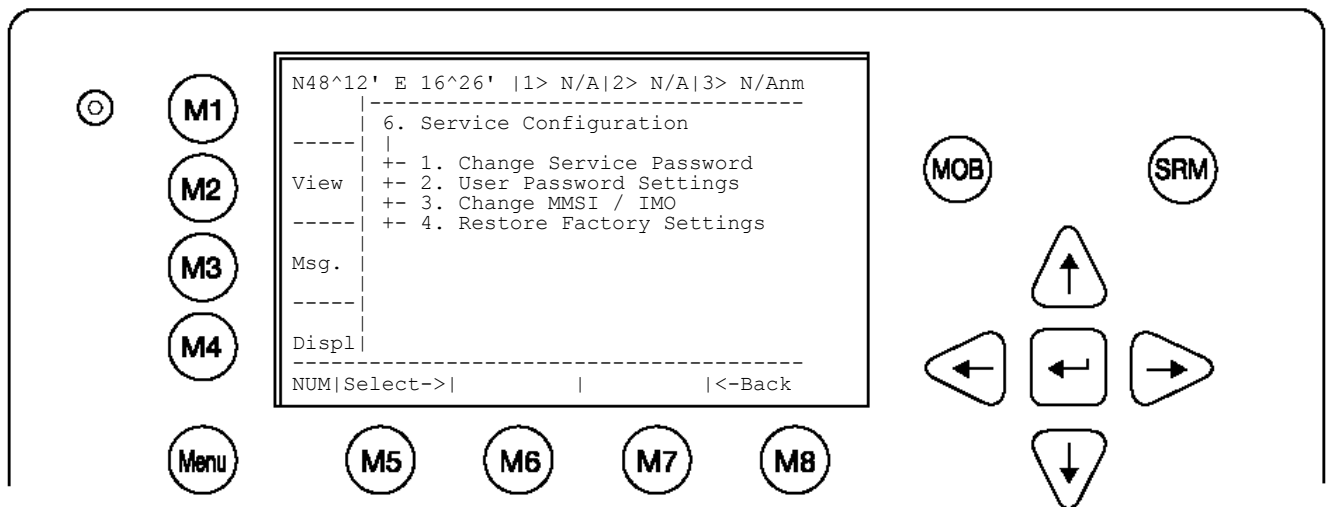 N48^12' E 16^26' |1> N/A|2> N/A|3> N/Anm
|----------------------------------
M1
| 6. Service Configuration
-----| |
| +- 1. Change Service Password
M2
View | +- 2. User Password Settings
| +- 3. Change MMSI / IMO
-----| +- 4. Restore Factory Settings
|
M3
Msg. |
|
-----|
|
M4
Displ|
----------------------------------------
NUM|Select->| | |<-Back
MOB
SRM
Menu
M5
M6
M7
M8